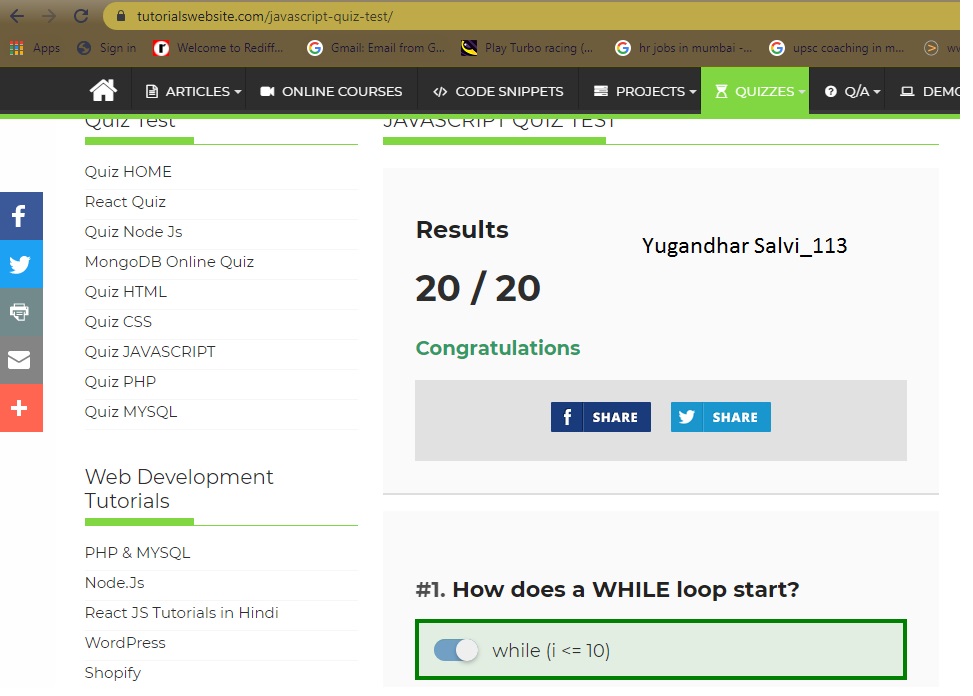 tutorialswebsite.com/javascript-quiz-test/
Apps Sign in Welcome to Rediff... Gmail: Email from G... Play Turbo racing (... hr jobs in mumbai -... upsc coaching in m...
ARTICLES ONLINE COURSES CODE SNIPPETS PROJECTS QUIZZES Q/A
Quiz Test
Quiz HOME
React Quiz
Quiz Node Js
MongoDB Online Quiz
Quiz HTML
Quiz CSS
Quiz JAVASCRIPT
Quiz PHP
Quiz MYSQL
Web Development
Tutorials
PHP & MYSQL
Node.Js
React JS Tutorials in Hindi
WordPress
Shopify
JAVASCRIPT QUIZ TEST
Results
Yugandhar Salvi_113
20 / 20
Congratulations
SHARE SHARE
#1. How does a WHILE loop start?
while (i <= 10)